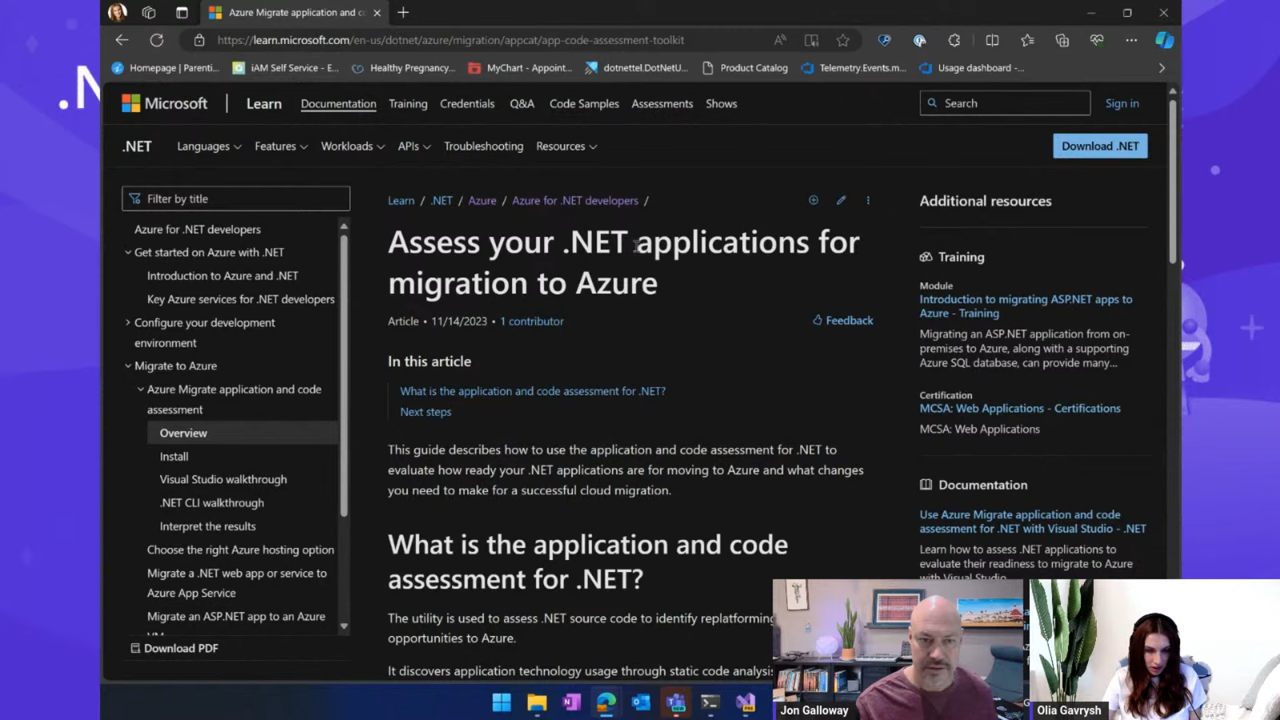 .N
Azure Migrate application and co
https://learn.microsoft.com/en-us/dotnet/azure/migration/appcat/app-code-assessment-toolkit
Homepage | Parenti...
iAM Self Service - E...
Healthy Pregnancy...
MyChart - Appoint...
dotnettel.DotNetU...
Product Catalog
Telemetry.Events.m...
Usage dashboard -...
Microsoft
Learn
Documentation
Training
Credentials
Q&A
Code Samples
Assessments
Shows
Search
Sign in
.NET
Languages
Features
Workloads
APIs
Troubleshooting
Resources
Download .NET
Filter by title
Azure for .NET developers
Get started on Azure with .NET
Introduction to Azure and .NET
Key Azure services for .NET developers
Configure your development
environment
Migrate to Azure
Azure Migrate application and code
assessment
Overview
Install
Visual Studio walkthrough
.NET CLI walkthrough
Interpret the results
Choose the right Azure hosting option
Migrate a .NET web app or service to
Azure App Service
Migrate an ASP.NET app to an Azure
VM
Download PDF
Learn / .NET / Azure / Azure for .NET developers /
Assess your .NET applications for
migration to Azure
Article • 11/14/2023 • 1 contributor
Feedback
In this article
What is the application and code assessment for .NET?
Next steps
This guide describes how to use the application and code assessment for .NET to
evaluate how ready your .NET applications are for moving to Azure and what changes
you need to make for a successful cloud migration.
What is the application and code
assessment for .NET?
The utility is used to assess .NET source code to identify replatforming
opportunities to Azure.
It discovers application technology usage through static code analysis
Additional resources
Training
Module
Introduction to migrating ASP.NET apps to
Azure - Training
Migrating an ASP.NET application from on-
premises to Azure, along with a supporting
Azure SQL database, can provide many...
Certification
MCSA: Web Applications - Certifications
MCSA: Web Applications
Documentation
Use Azure Migrate application and code
assessment for .NET with Visual Studio - .NET
Learn how to assess .NET applications to
evaluate their readiness to migrate to Azure
with Visual Studio
Jon Galloway
Olia Gavrysh